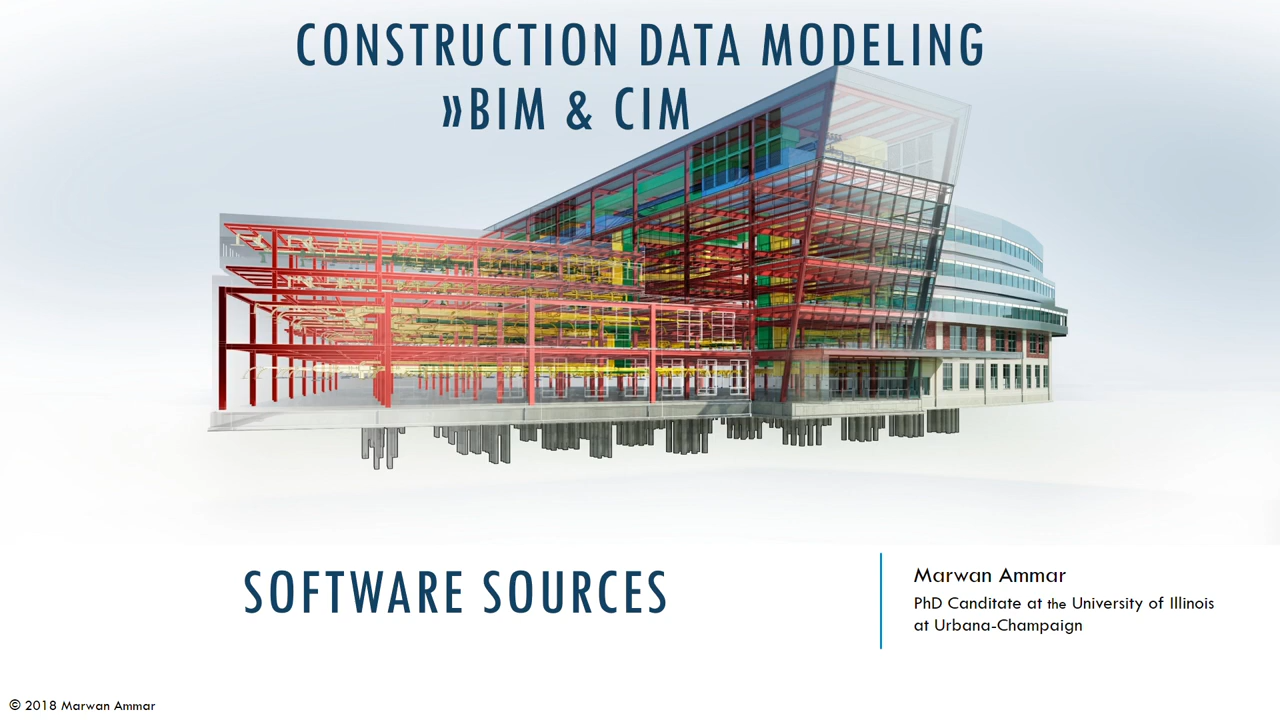 CONSTRUCTION DATA MODELING
»BIM & CIM
SOFTWARE SOURCES
Marwan Ammar
PhD Canditate at the University of Illinois
at Urbana-Champaign
© 2018 Marwan Ammar